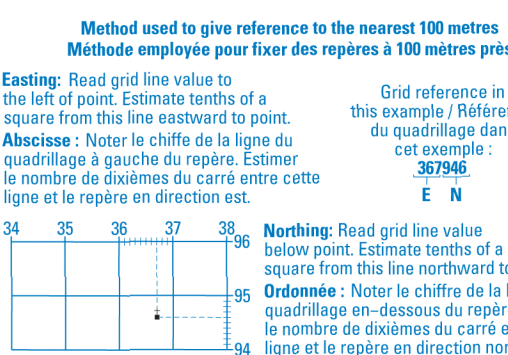 Method used to give reference to the nearest 100 metres
Méthode employée pour fixer des repères à 100 mètres près
Easting: Read grid line value to
the left of point. Estimate tenths of a
square from this line eastward to point.
Abscisse : Noter le chiffe de la ligne du
quadrillage à gauche du repère. Estimer
le nombre de dixièmes du carré entre cette
ligne et le repère en direction est.
Grid reference in
this example / Référe
du quadrillage dan
cet exemple :
367946
E N
34 35 36 37 38
96
95
94
Northing: Read grid line value
below point. Estimate tenths of a
square from this line northward to
Ordonnée : Noter le chiffre de la l
quadrillage en-dessous du repèr
le nombre de dixièmes du carré e
ligne et le repère en direction nor